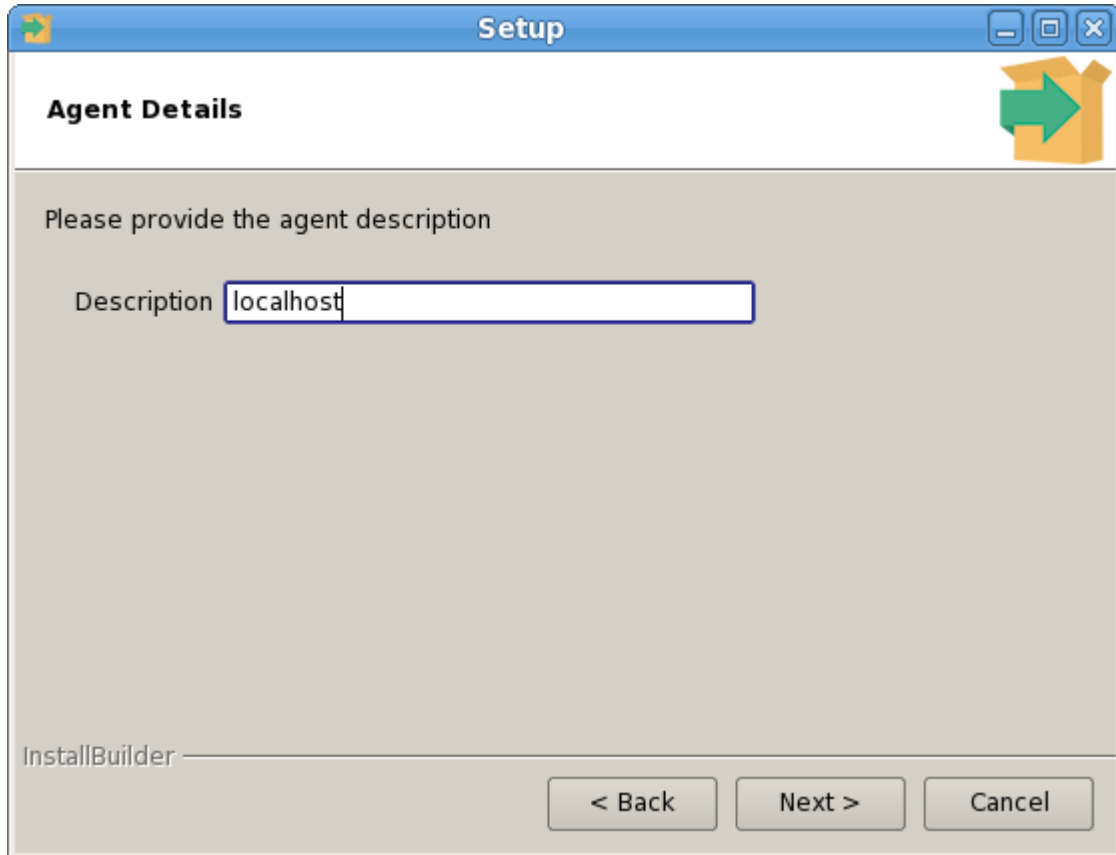 Setup
Agent Details
Please provide the agent description
Description localhost
InstallBuilder
< Back Next > Cancel